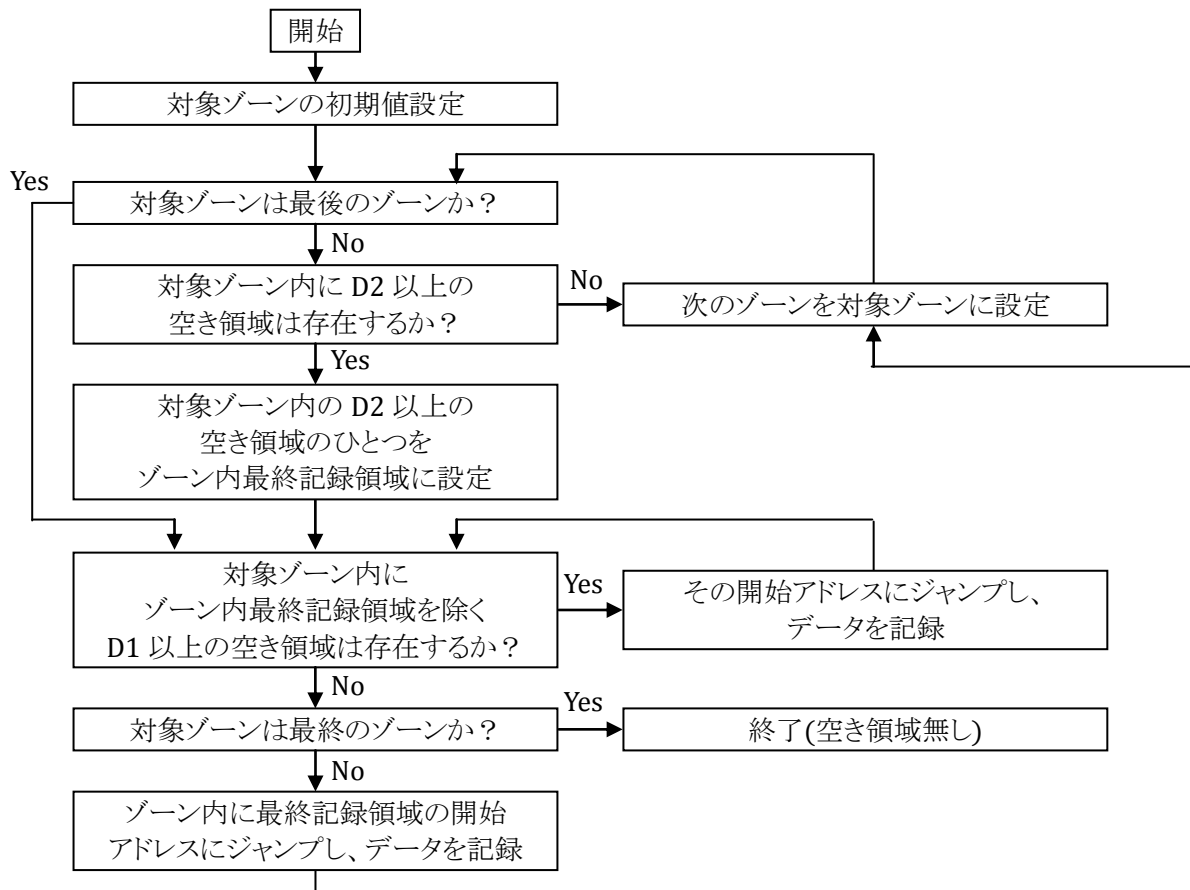 開始
対象ゾーンの初期値設定
Yes
対象ゾーンは最後のゾーンか？
No
対象ゾーン内に D2 以上の
空き領域は存在するか？
No
次のゾーンを対象ゾーンに設定
Yes
対象ゾーン内の D2 以上の
空き領域のひとつを
ゾーン内最終記録領域に設定
対象ゾーン内に
ゾーン内最終記録領域を除く
D1 以上の空き領域は存在するか？
Yes
その開始アドレスにジャンプし、
データを記録
No
対象ゾーンは最終のゾーンか？
Yes
終了(空き領域無し)
No
ゾーン内に最終記録領域の開始
アドレスにジャンプし、データを記録